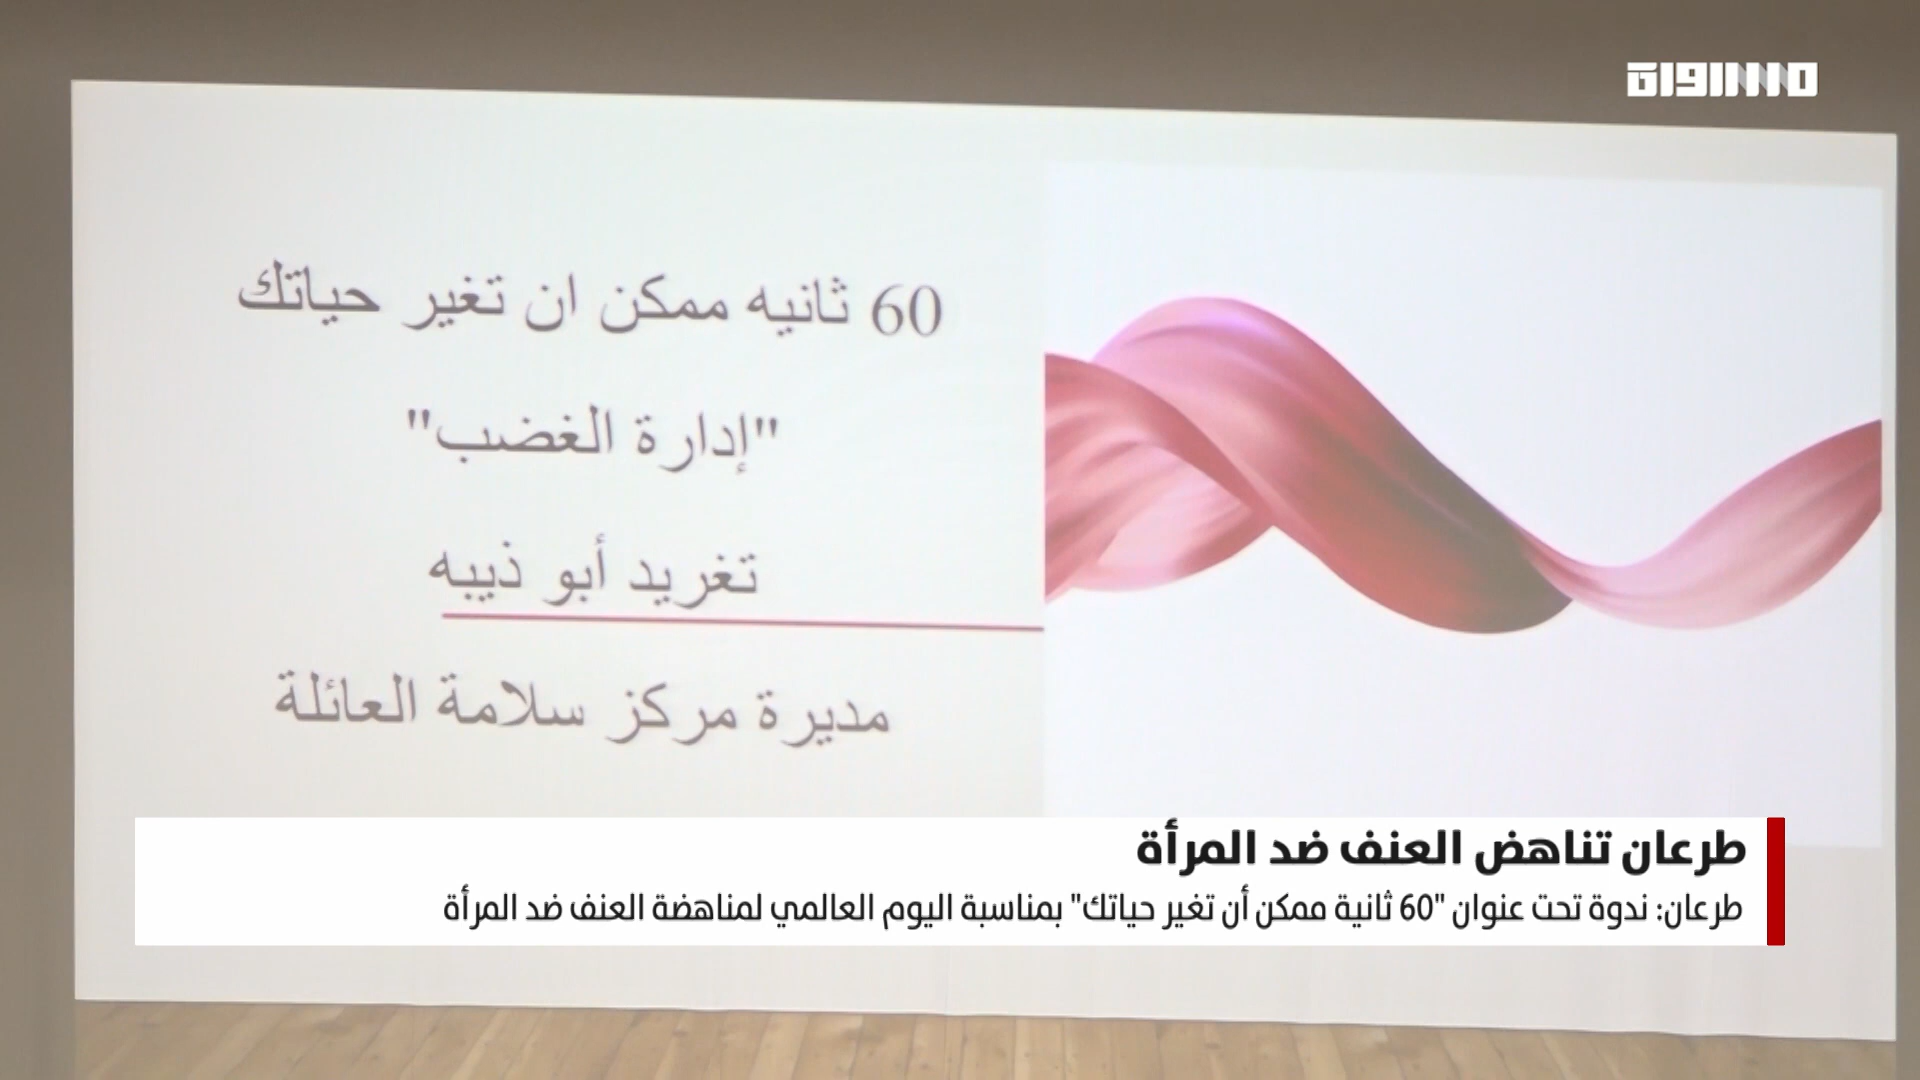 مساواة
60 ثانيه ممكن ان تغير حياتك
"إدارة الغضب"
تغريد أبو ذيبه
مديرة مركز سلامة العائلة
طرعان تناهض العنف ضد المرأة
طرعان: ندوة تحت عنوان "60 ثانية ممكن أن تغير حياتك" بمناسبة اليوم العالمي لمناهضة العنف ضد المرأة